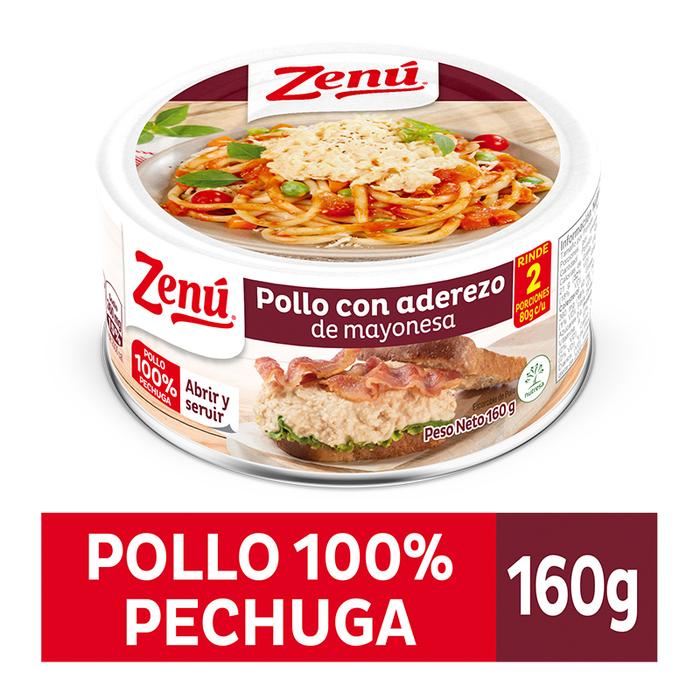 Zenú
Zenú
Pollo con aderezo
de mayonesa
RINDE
2
PORCIONES
80g c/u
POLLO
100%
PECHUGA
Abrir y
servir
nutresa
Peso Neto 160 g
POLLO 100%
PECHUGA
160g